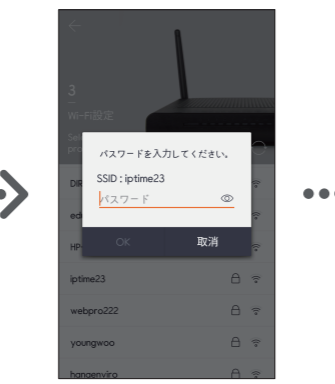 3
Wi-Fi設定
パスワードを入力してください。
SSID : iptime23
パスワード
OK
取消
iptime23
webpro222
youngwoo
hangenviro